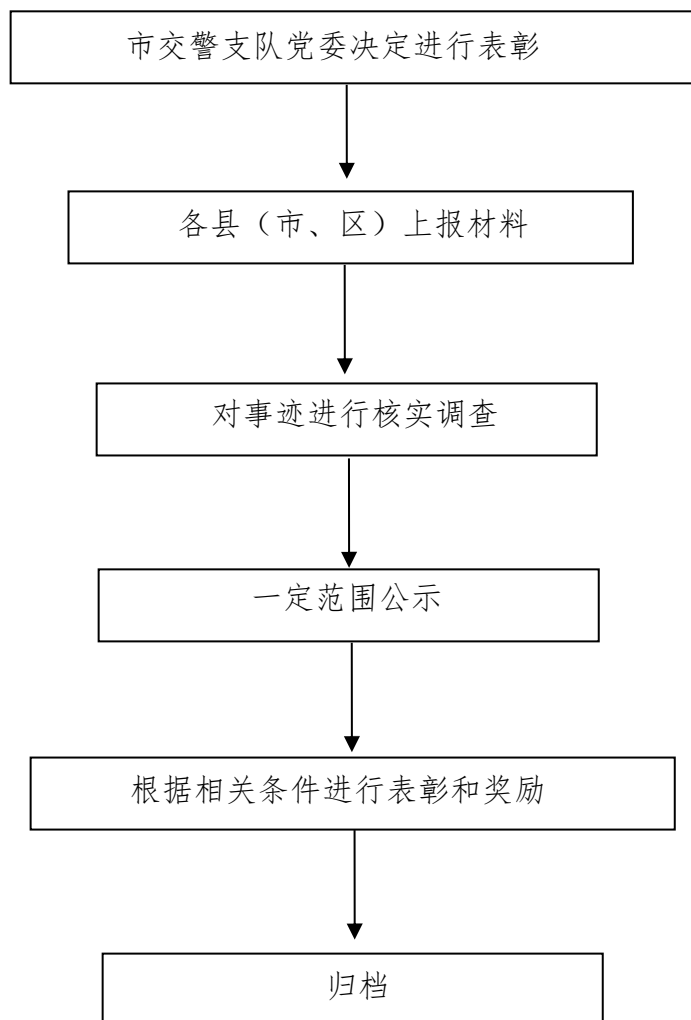 市交警支队党委决定进行表彰
各县（市、区）上报材料
对事迹进行核实调查
一定范围公示
根据相关条件进行表彰和奖励
归档